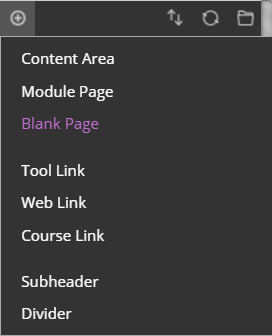 Content Area
Module Page
Blank Page
Tool Link
Web Link
Course Link
Subheader
Divider